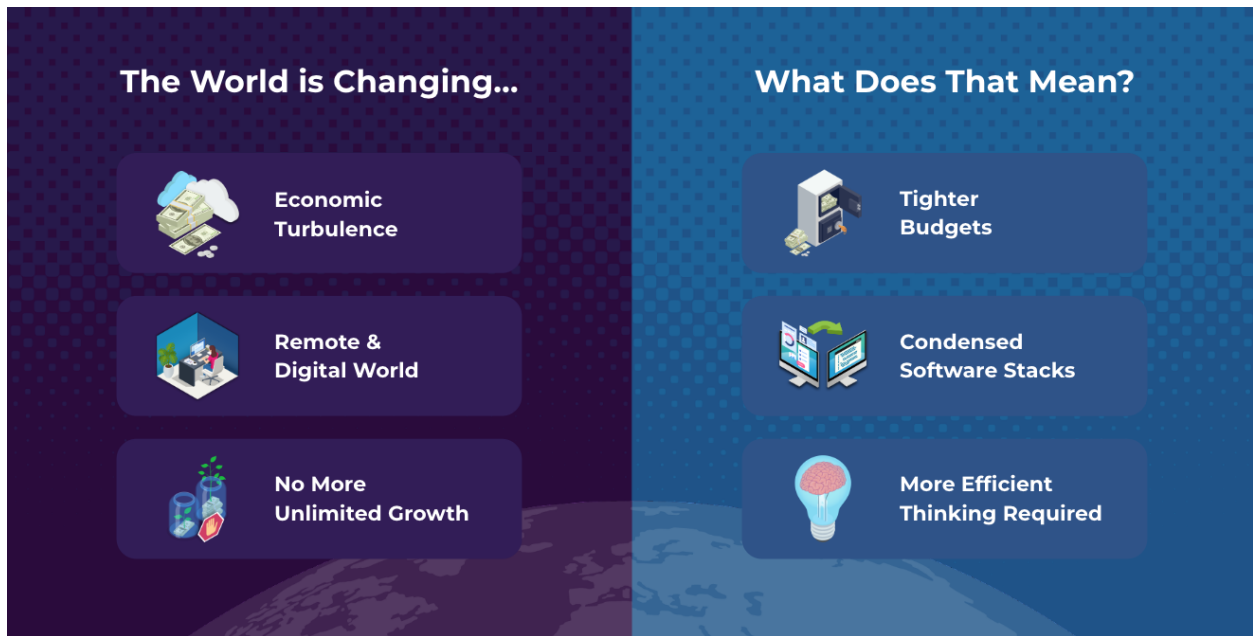 The World is Changing...
Economic
Turbulence
Remote &
Digital World
No More
Unlimited Growth
What Does That Mean?
Tighter
Budgets
Condensed
Software Stacks
More Efficient
Thinking Required